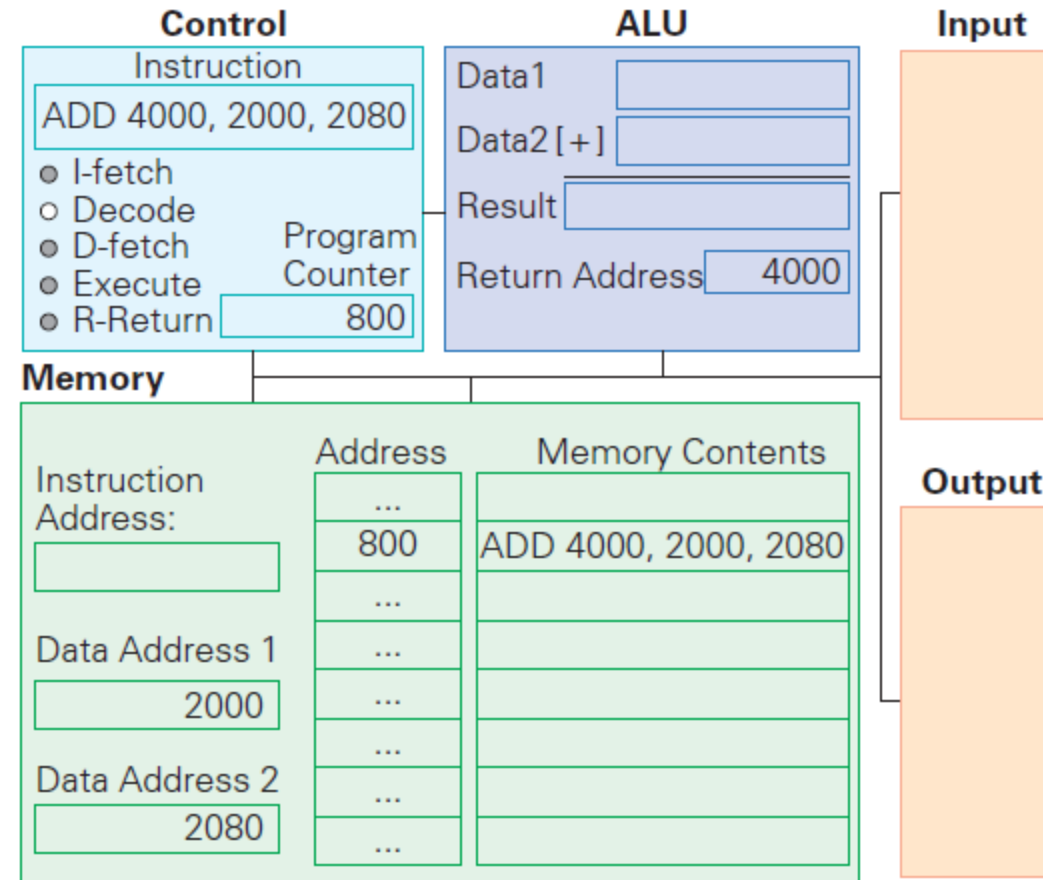 Control
Instruction
ADD 4000, 2000, 2080
I-fetch
Decode
D-fetch
Execute
R-Return
Program
Counter
800
ALU
Data1
Data2 [+]
Result
Return Address 4000
Input
Memory
Instruction
Address:
Data Address 1
2000
Data Address 2
2080
Address Memory Contents
...
800 ADD 4000, 2000, 2080
...
...
...
...
...
...
Output